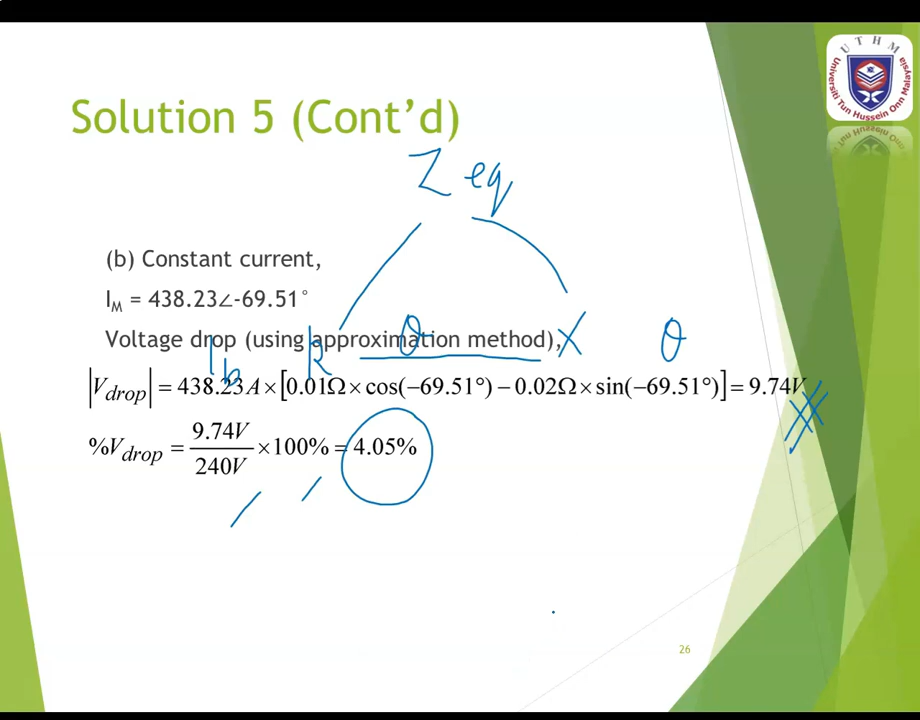 UTHM
Universiti Tun Hussein Onn Malaysia
Solution 5 (Cont'd)
Z eq
(b) Constant current,
I_M = 438.23∠-69.51°
Voltage drop (using approximation method),
R θ X θ
|V_drop| = 438.23A × [0.01Ω × cos(−69.51°) − 0.02Ω × sin(−69.51°)] = 9.74V
%V_drop = 9.74V/240V × 100% = 4.05%
26